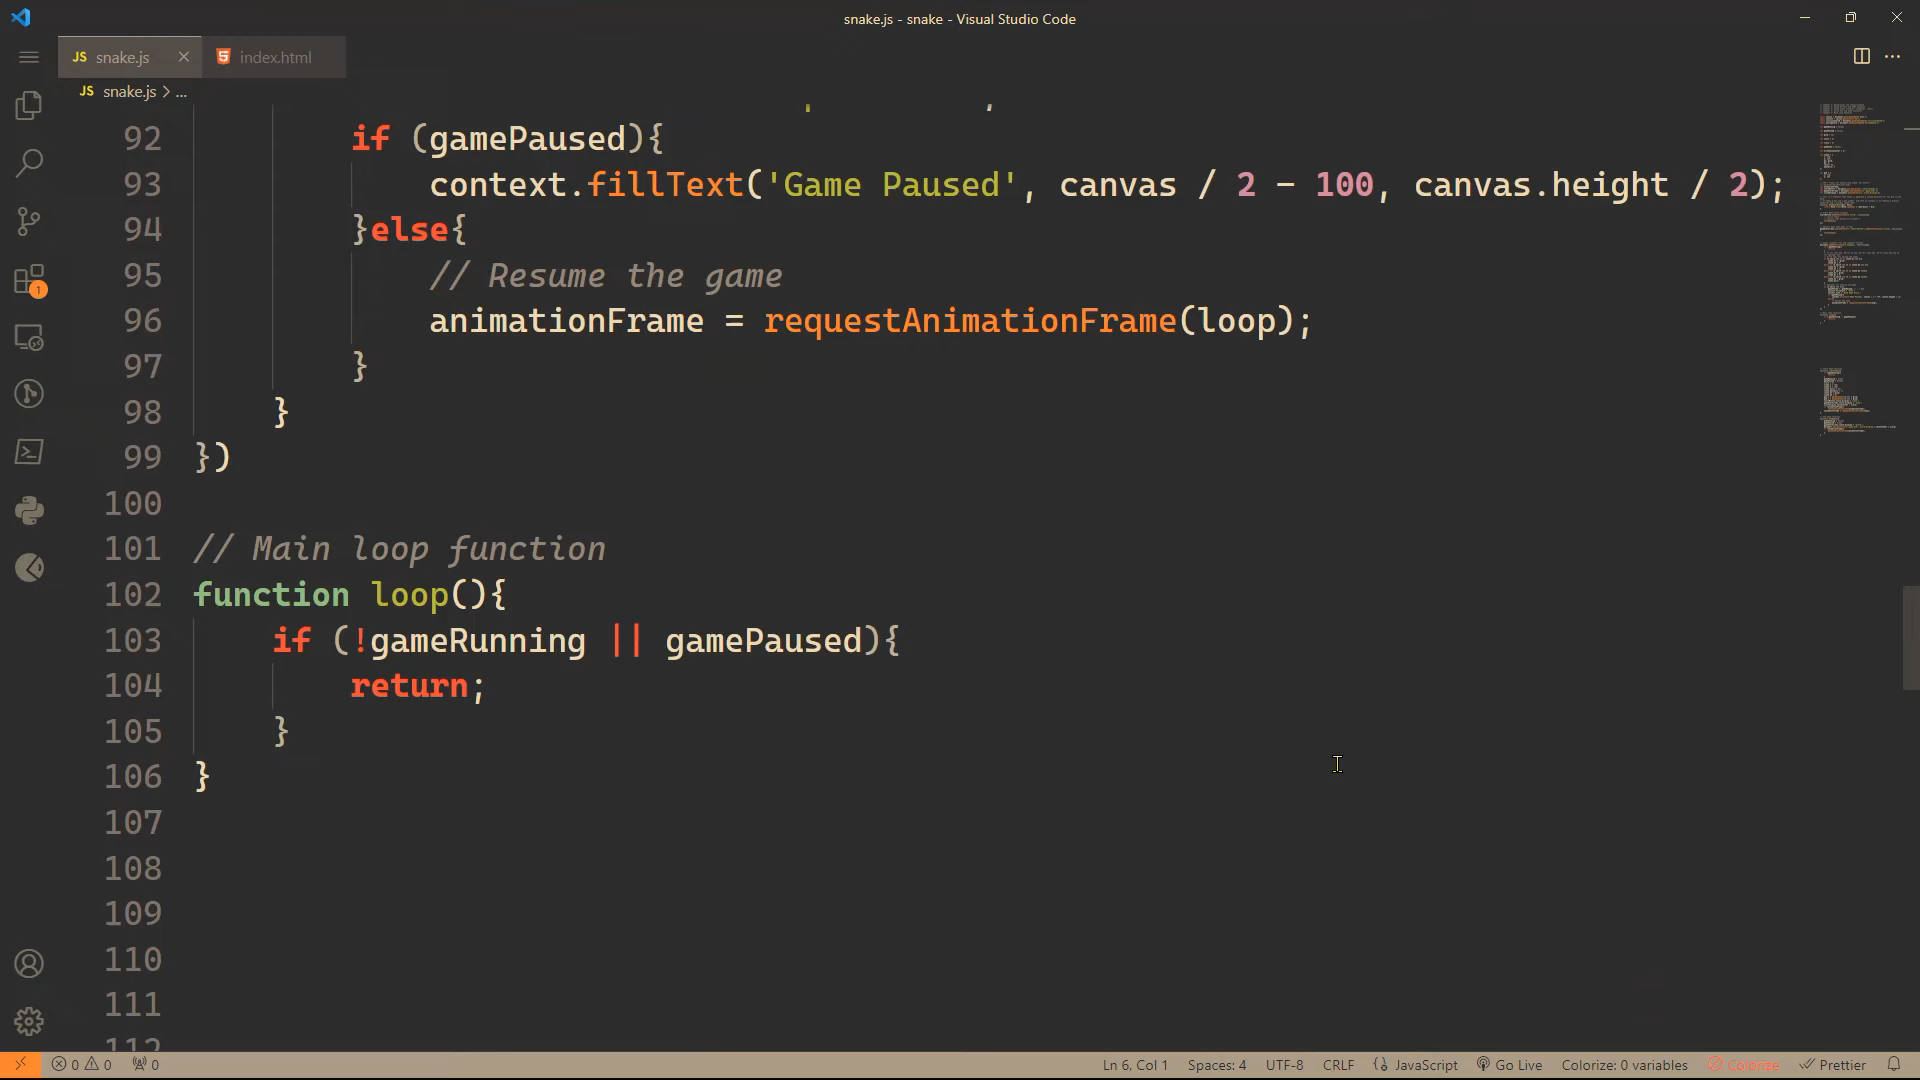 snake.js - snake - Visual Studio Code
JS snake.js
index.html
JS snake.js > ...
92 if (gamePaused){
93 context.fillText('Game Paused', canvas / 2 - 100, canvas.height / 2);
94 }else{
95 // Resume the game
96 animationFrame = requestAnimationFrame(loop);
97 }
98 }
99 })
100
101 // Main loop function
102 function loop(){
103 if (!gameRunning || gamePaused){
104 return;
105 }
106 }
107
108
109
110
111
112
1
0 0 0 Ln 6, Col 1 Spaces: 4 UTF-8 CRLF JavaScript Go Live Colorize: 0 variables Colorize Prettier